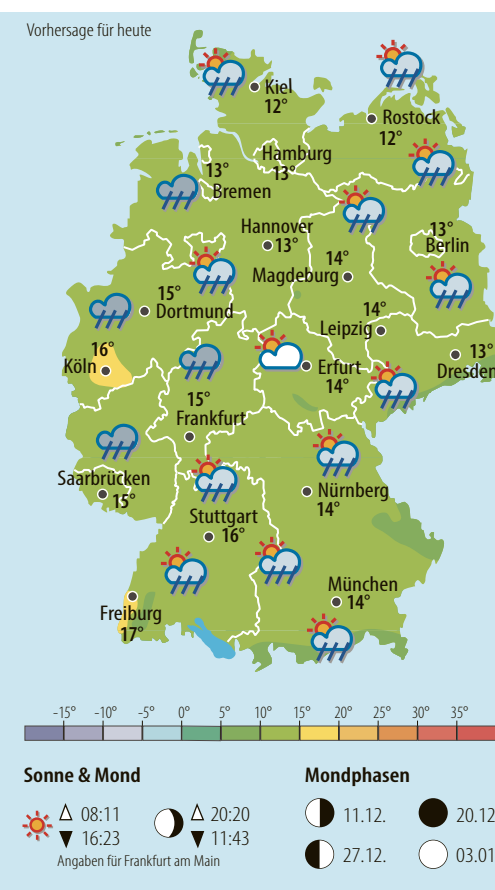 Vorhersage für heute
Kiel
12°
Rostock
12°
Hamburg
13°
13°
Bremen
Hannover
13°
13°
Berlin
14°
Magdeburg
15°
Dortmund
14°
Leipzig
16°
Köln
Erfurt
14°
13°
Dresden
15°
Frankfurt
Saarbrücken
15°
Nürnberg
14°
Stuttgart
16°
München
14°
Freiburg
17°
-15° -10° -5° 0° 5° 10° 15° 20° 25° 30° 35°
Sonne & Mond
08:11
16:23
20:20
11:43
Angaben für Frankfurt am Main
Mondphasen
11.12. 20.12
27.12. 03.01